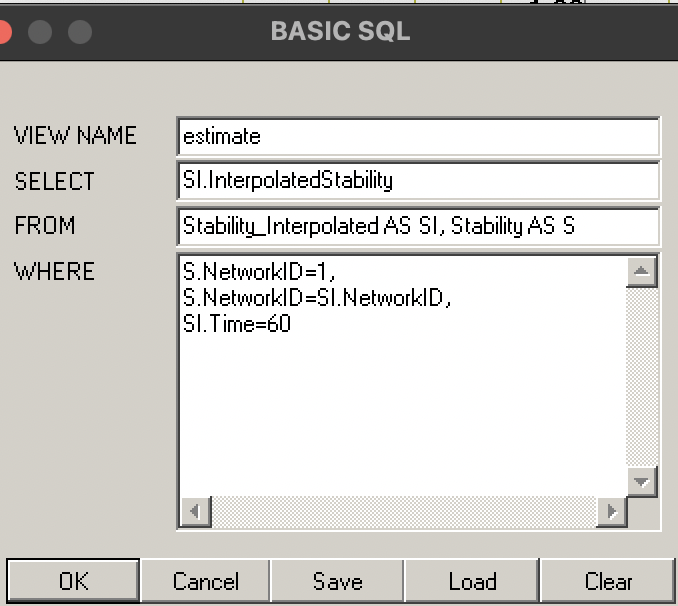 BASIC SQL
VIEW NAME estimate
SELECT SI.InterpolatedStability
FROM Stability_Interpolated AS SI, Stability AS S
WHERE S.NetworkID=1,
S.NetworkID=SI.NetworkID,
SI.Time=60
OK Cancel Save Load Clear